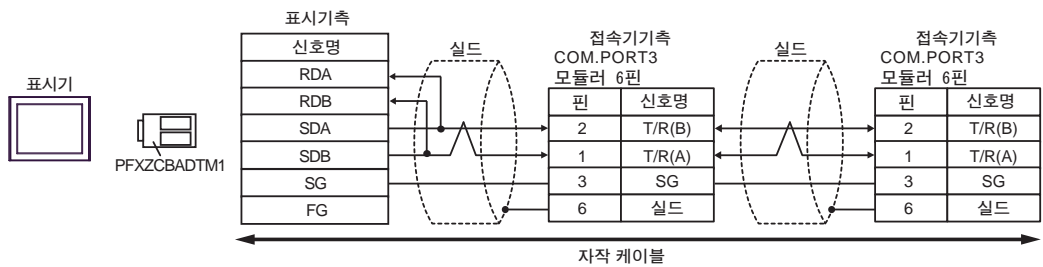 표시기
PFXZCBADTM1
표시기측
신호명
RDA
RDB
SDA
SDB
SG
FG
실드
접속기기측
COM.PORT3
모듈러 6핀
핀 신호명
2 T/R(B)
1 T/R(A)
3 SG
6 실드
실드
접속기기측
COM.PORT3
모듈러 6핀
핀 신호명
2 T/R(B)
1 T/R(A)
3 SG
6 실드
자작 케이블